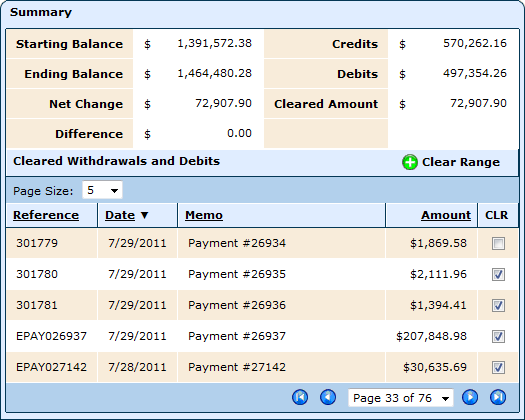 Summary
Starting Balance $ 1,391,572.38 Credits $ 570,262.16
Ending Balance $ 1,464,480.28 Debits $ 497,354.26
Net Change $ 72,907.90 Cleared Amount $ 72,907.90
Difference $ 0.00
Cleared Withdrawals and Debits Clear Range
Page Size: 5
Reference Date ▼ Memo Amount CLR
301779 7/29/2011 Payment #26934 $1,869.58
301780 7/29/2011 Payment #26935 $2,111.96
301781 7/29/2011 Payment #26936 $1,394.41
EPAY026937 7/29/2011 Payment #26937 $207,848.98
EPAY027142 7/28/2011 Payment #27142 $30,635.69
Page 33 of 76